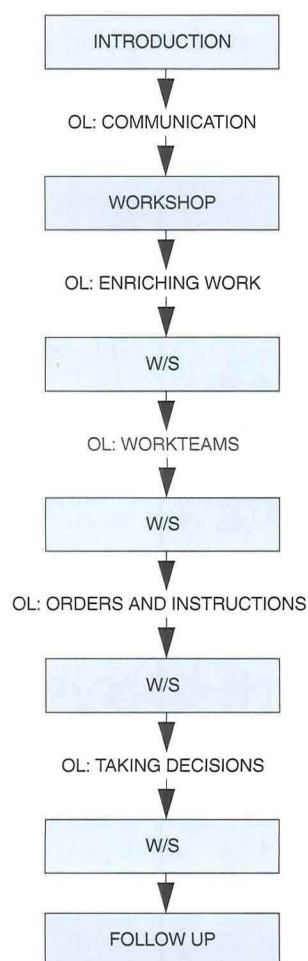 INTRODUCTION
OL: COMMUNICATION
WORKSHOP
OL: ENRICHING WORK
W/S
OL: WORKTEAMS
W/S
OL: ORDERS AND INSTRUCTIONS
W/S
OL: TAKING DECISIONS
W/S
FOLLOW UP